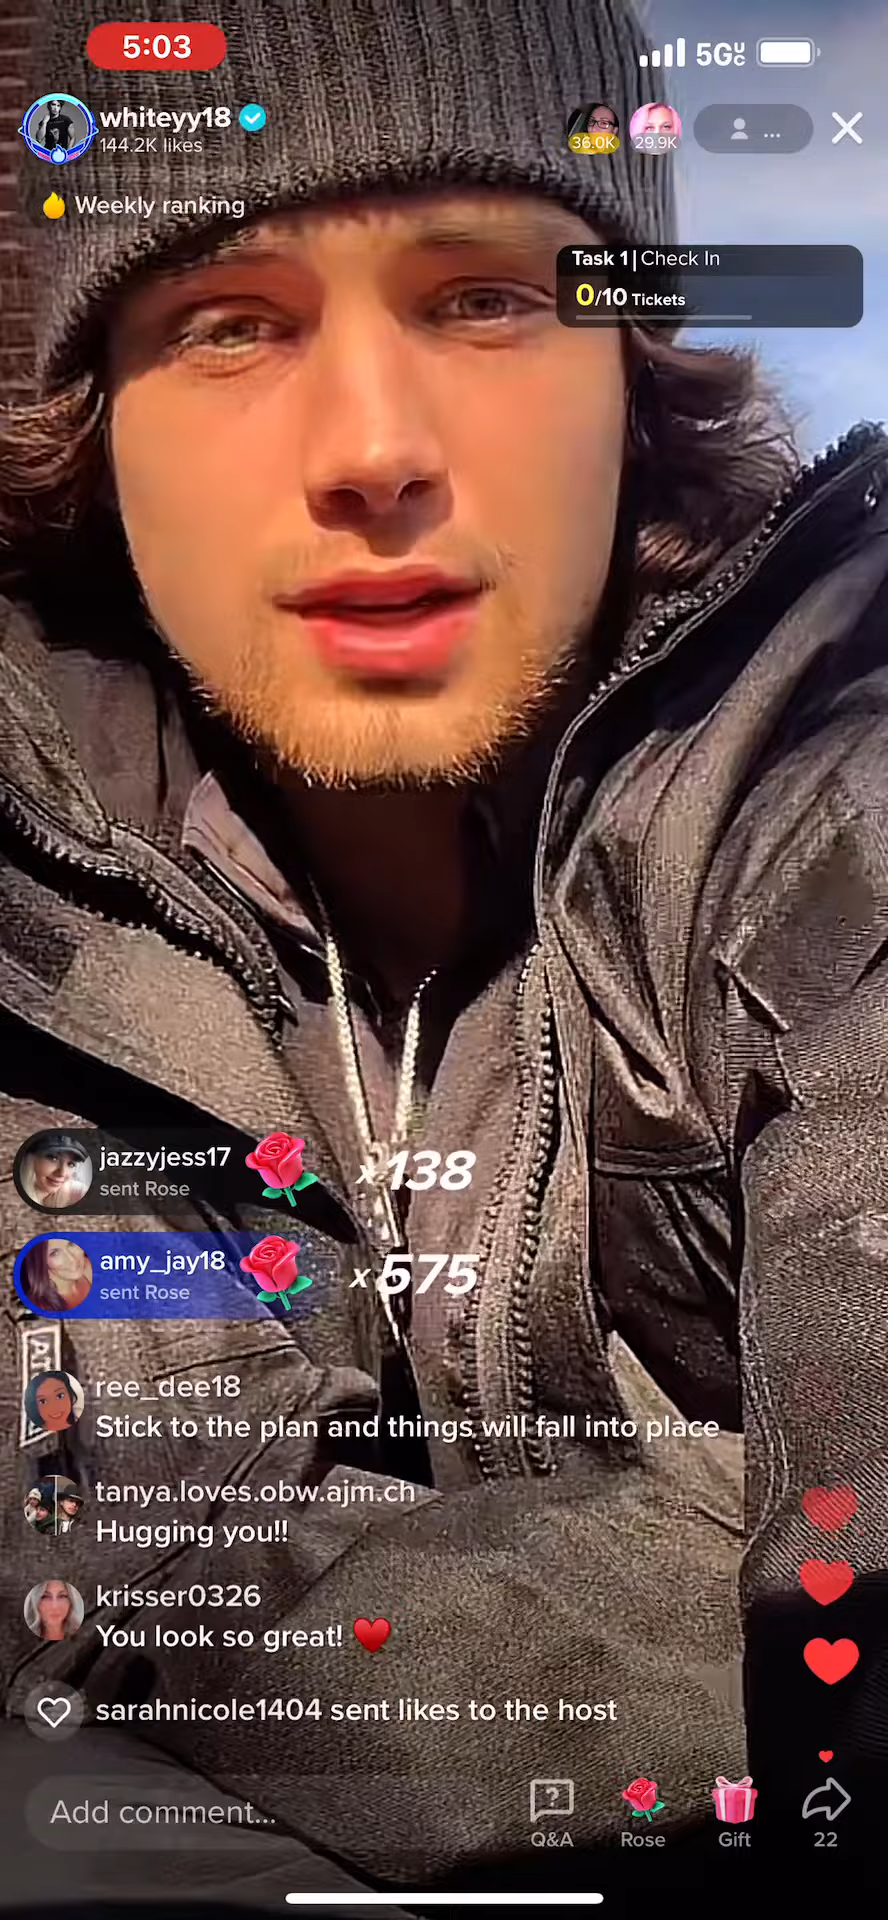 5:03
5G UC
whiteyy18
144.2K likes
36.0K
29.9K
...
Weekly ranking
Task 1 | Check In
0/10 Tickets
jazzyjess17
sent Rose
x138
amy_jay18
sent Rose
x575
ree_dee18
Stick to the plan and things will fall into place
tanya.loves.obw.ajm.ch
Hugging you!!
krisser0326
You look so great! ♥️
sarahnicole1404 sent likes to the host
Add comment...
Q&A
Rose
Gift
22